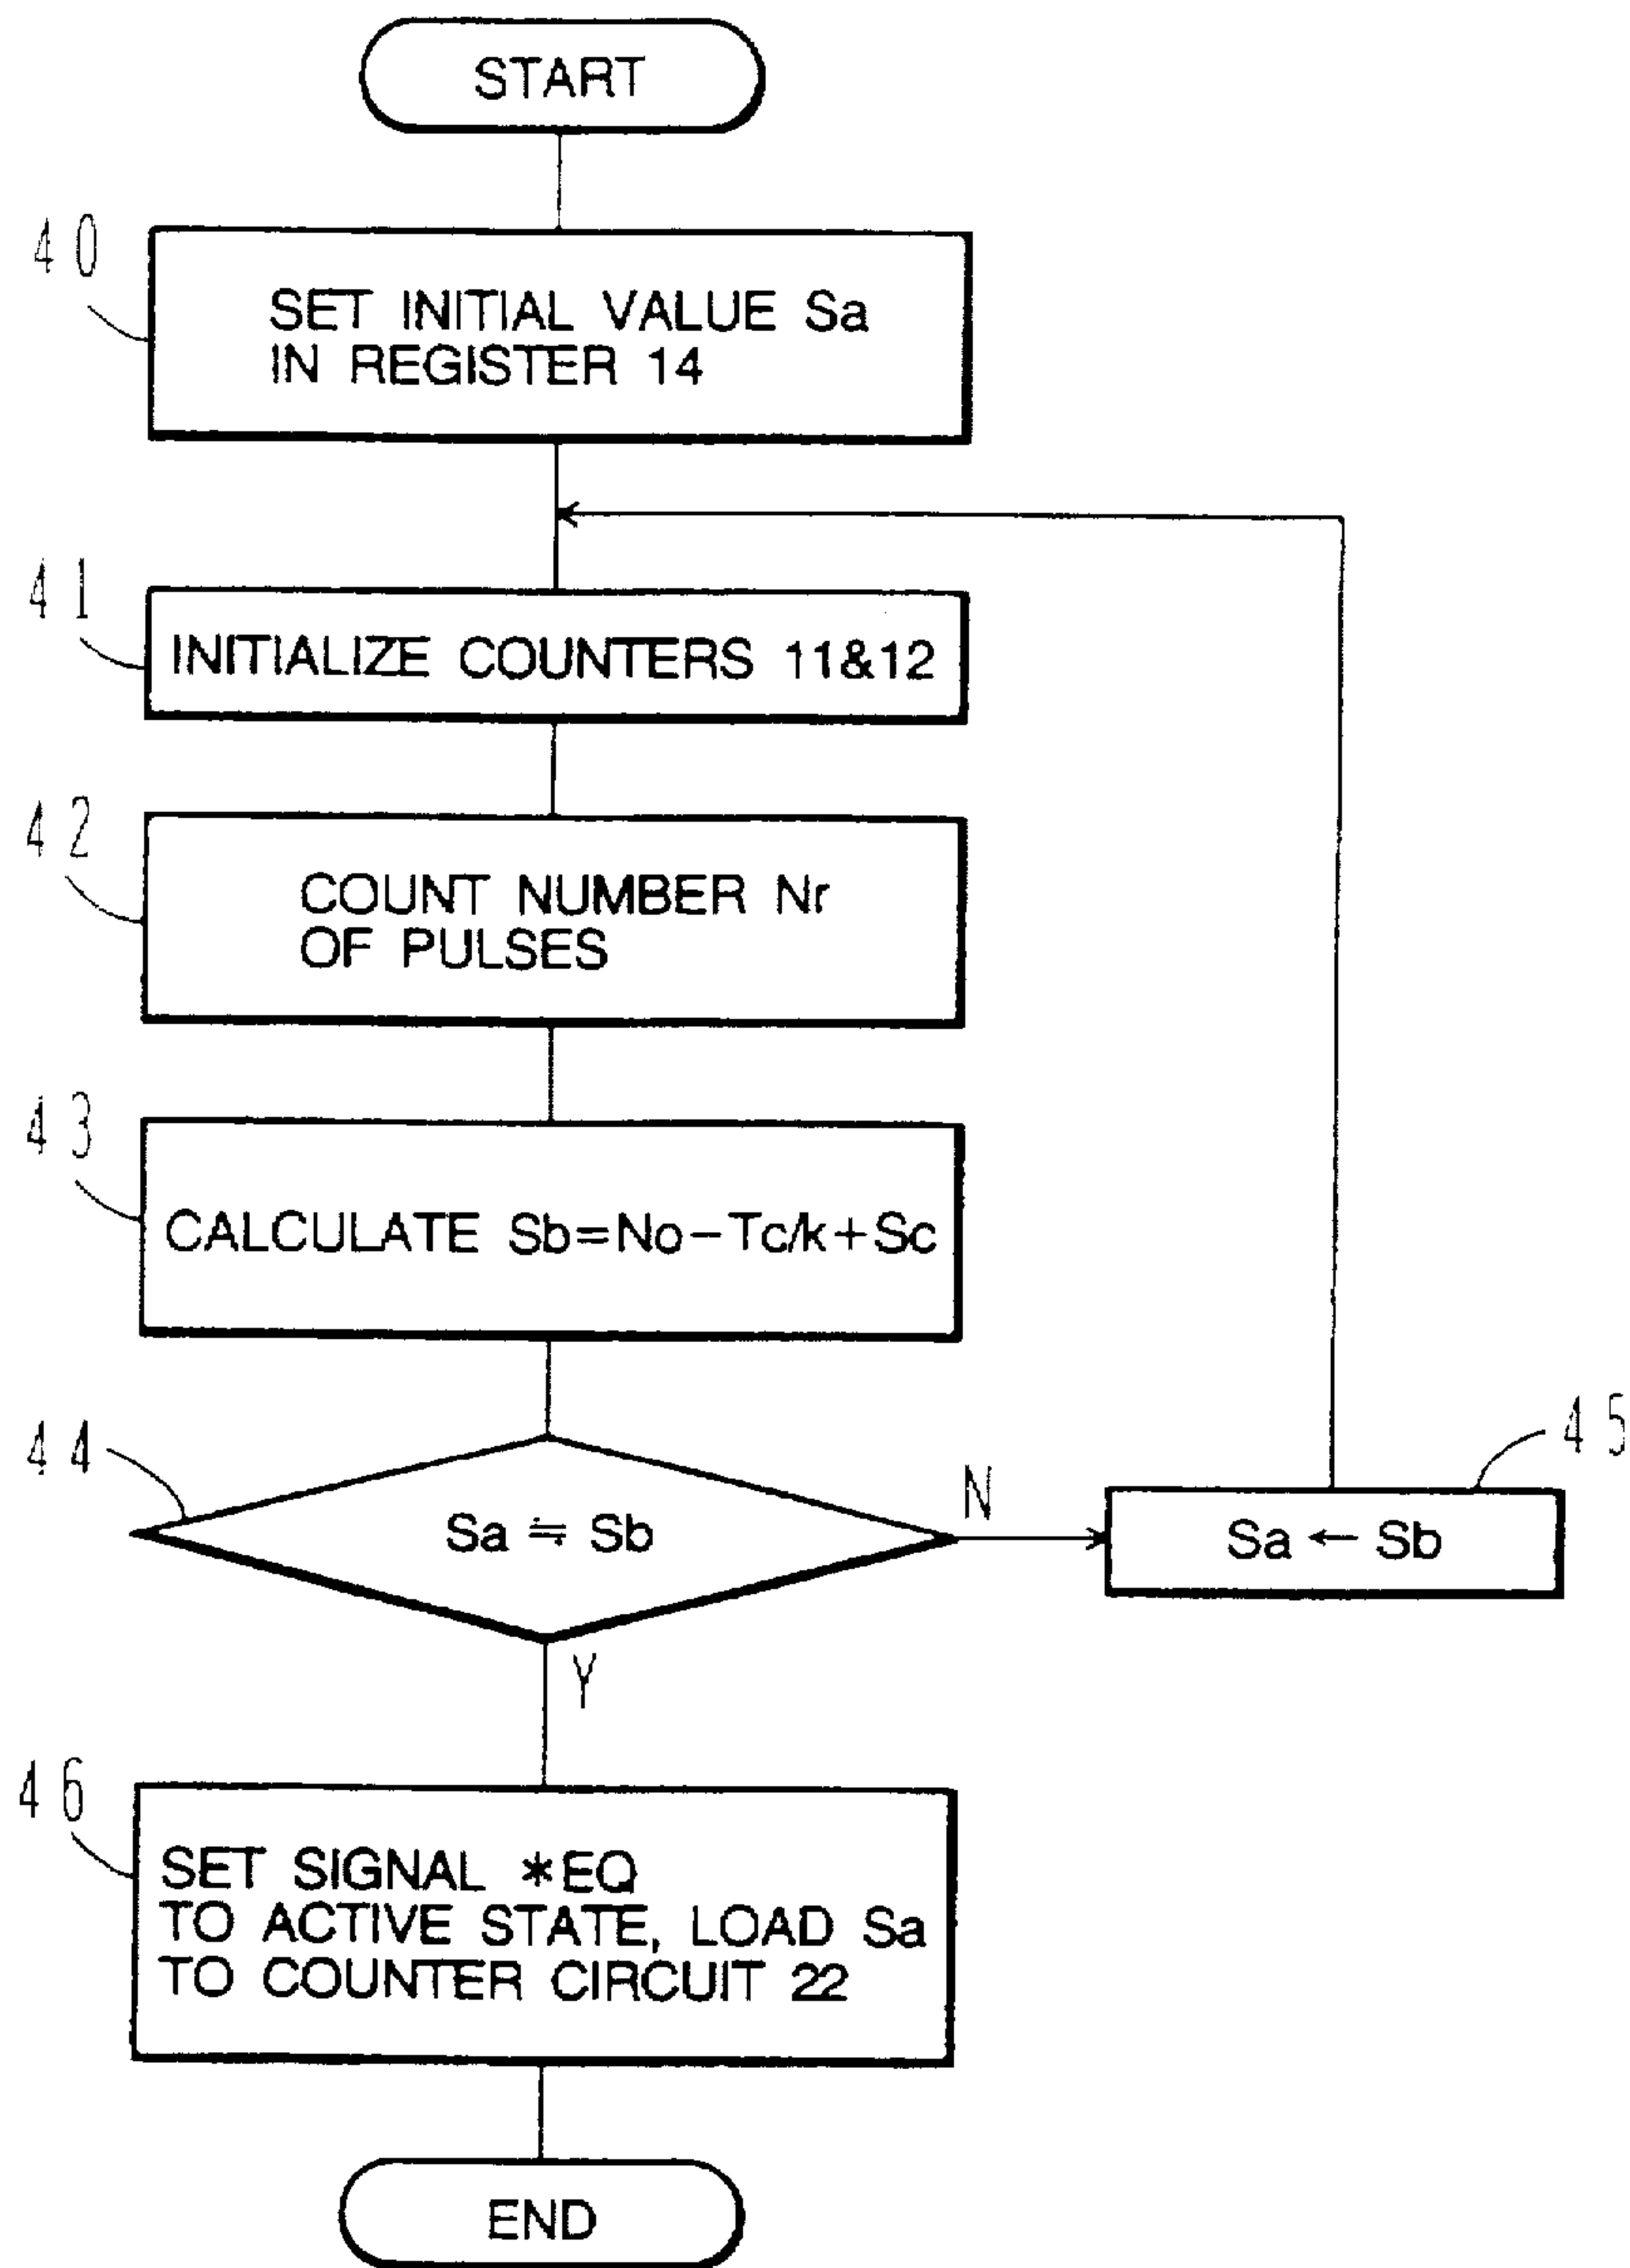 START
40
SET INITIAL VALUE Sa
IN REGISTER 14
41
INITIALIZE COUNTERS 11&12
42
COUNT NUMBER Nr
OF PULSES
43
CALCULATE Sb=No−Tc/k+Sc
44
Sa ≒ Sb
N
45
Sa ← Sb
Y
46
SET SIGNAL *EQ
TO ACTIVE STATE, LOAD Sa
TO COUNTER CIRCUIT 22
END